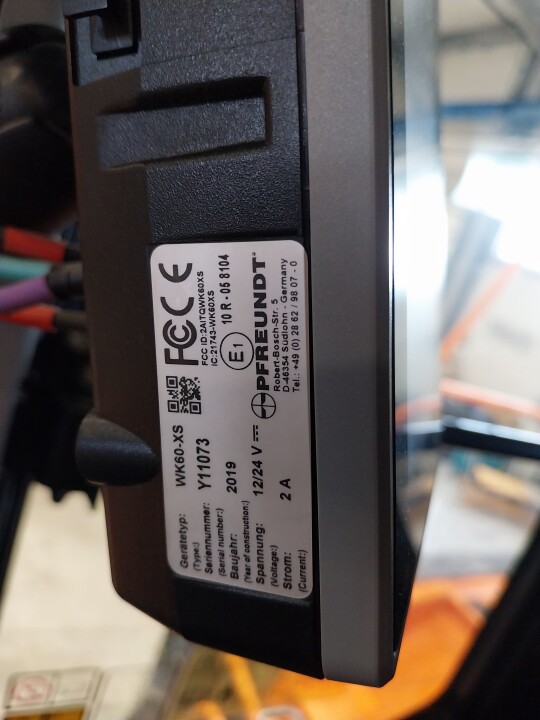 Gerätetyp: WK60-XS
(Type:)
Seriennummer: Y11073
(Serial number:)
Baujahr: 2019
(Year of construction:)
Spannung: 12/24 V
(Voltage:)
Strom: 2 A
(Current:)
FC CE
FCC ID:2AITQWK60XS
IC:21743-WK60XS
E1 10 R - 05 8104
PFREUNDT
Robert-Bosch-Str. 5
D-46354 Südlohn - Germany
Tel.: +49 (0) 28 62 / 98 07 - 0